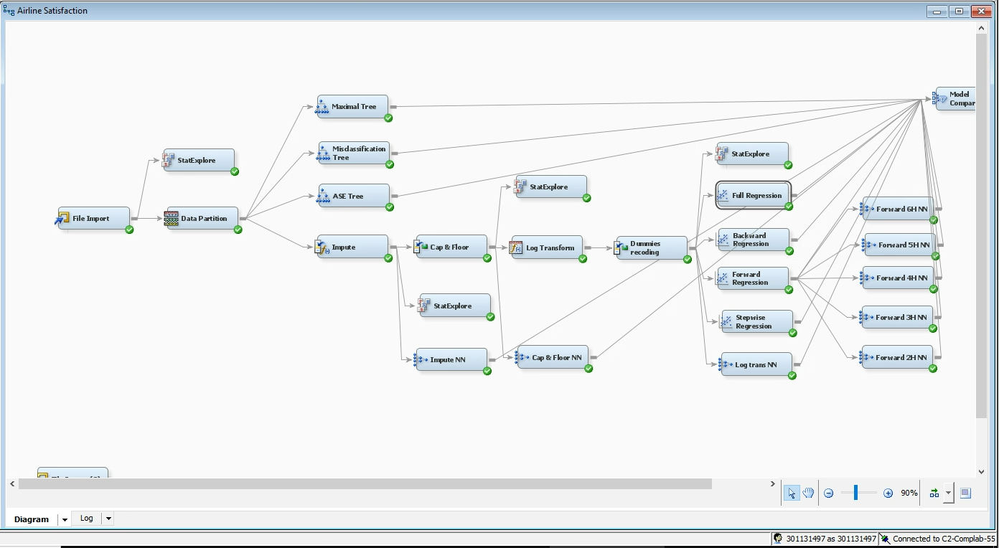 Airline Satisfaction
Model
Compar
Maximal Tree
Misclassification
Tree
StatExplore
StatExplore
StatExplore
ASE Tree
Full Regression
File Import
Data Partition
Forward 6H NN
Impute
Cap & Floor
Log Transform
Dummies
recoding
Backward
Regression
Forward 5H NN
Forward
Regression
Forward 4H NN
StatExplore
Stepwise
Regression
Forward 3H NN
Impute NN
Cap & Floor NN
Log trans NN
Forward 2H NN
90%
Diagram
Log
301131497 as 301131497
Connected to C2-Complab-55